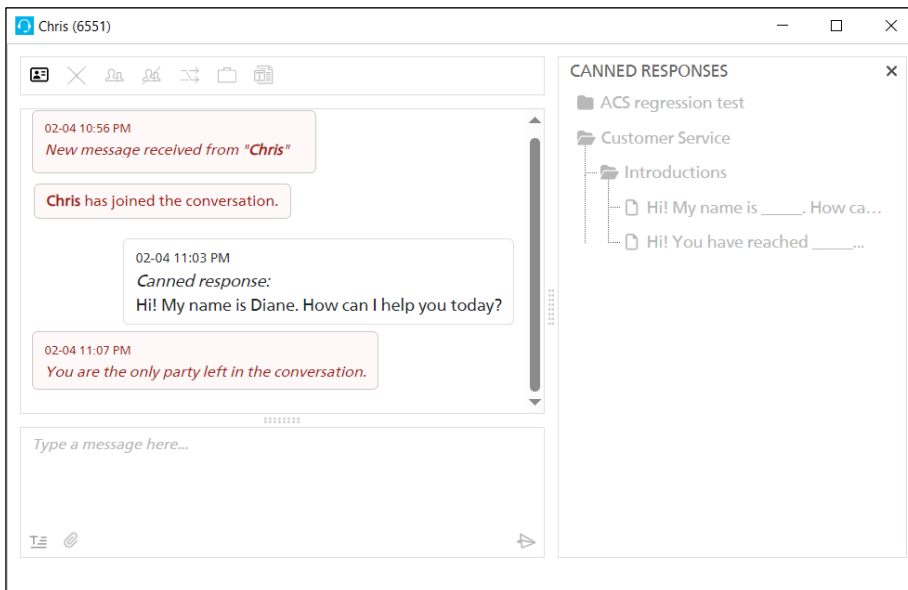 Chris (6551)
02-04 10:56 PM
New message received from "Chris"
Chris has joined the conversation.
02-04 11:03 PM
Canned response:
Hi! My name is Diane. How can I help you today?
02-04 11:07 PM
You are the only party left in the conversation.
Type a message here...
CANNED RESPONSES
ACS regression test
Customer Service
Introductions
Hi! My name is _____. How ca...
Hi! You have reached _____...